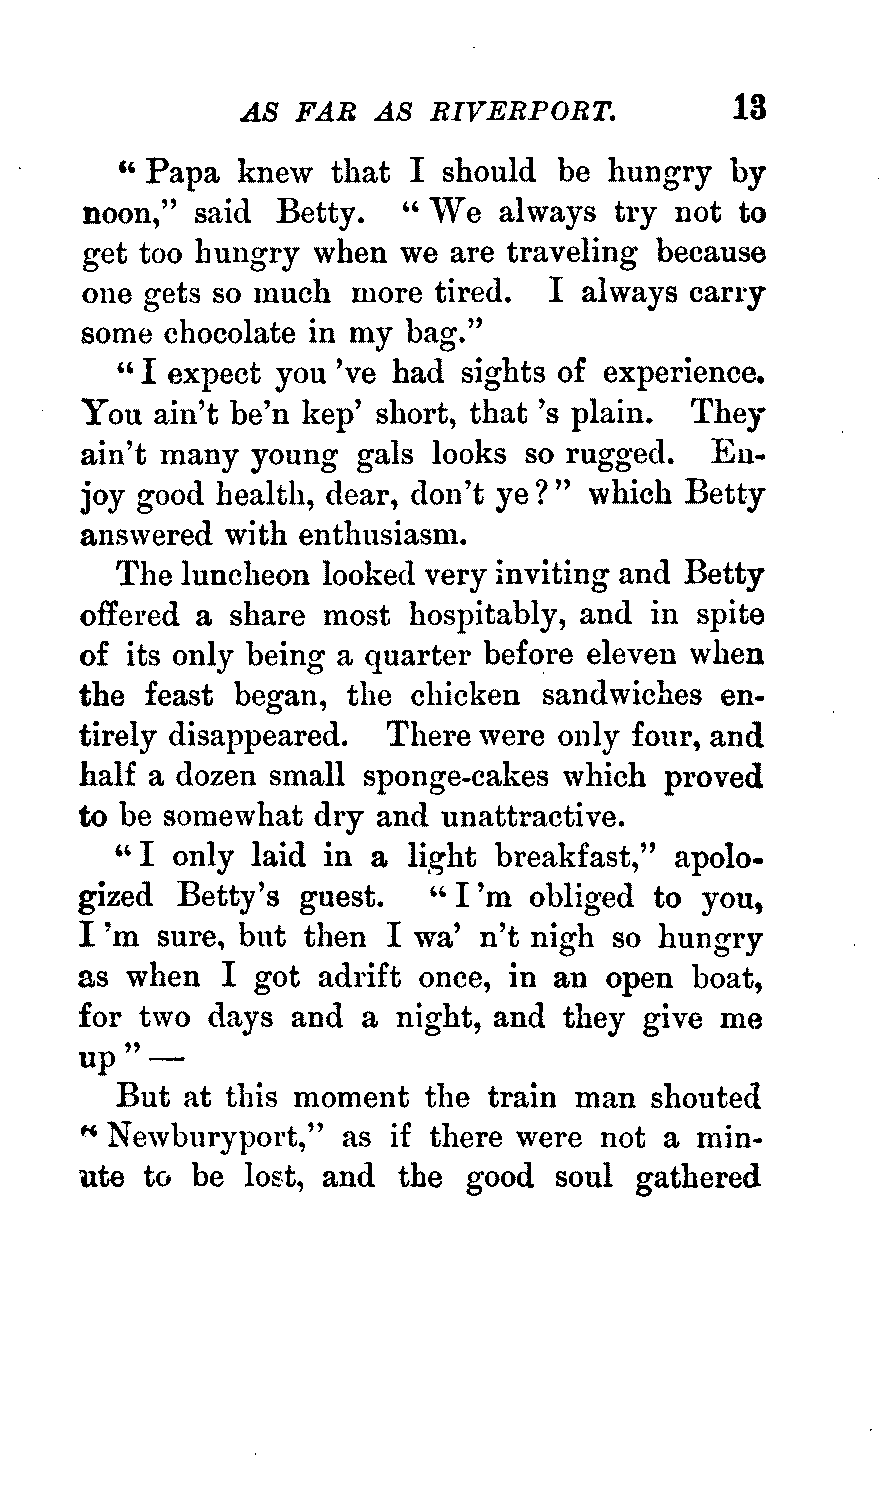 AS FAR AS RIVERPORT. 13
“ Papa knew that I should be hungry by
noon,” said Betty. “ We always try not to
get too hungry when we are traveling because
one gets so much more tired. I always carry
some chocolate in my bag.”
“ I expect you ’ve had sights of experience.
You ain’t be’n kep’ short, that ’s plain. They
ain’t many young gals looks so rugged. En-
joy good health, dear, don’t ye? ” which Betty
answered with enthusiasm.
The luncheon looked very inviting and Betty
offered a share most hospitably, and in spite
of its only being a quarter before eleven when
the feast began, the chicken sandwiches en-
tirely disappeared. There were only four, and
half a dozen small sponge-cakes which proved
to be somewhat dry and unattractive.
“ I only laid in a light breakfast,” apolo-
gized Betty’s guest. “ I ’m obliged to you,
I ’m sure, but then I wa’ n’t nigh so hungry
as when I got adrift once, in an open boat,
for two days and a night, and they give me
up ” —
But at this moment the train man shouted
“ Newburyport,” as if there were not a min-
ute to be lost, and the good soul gathered